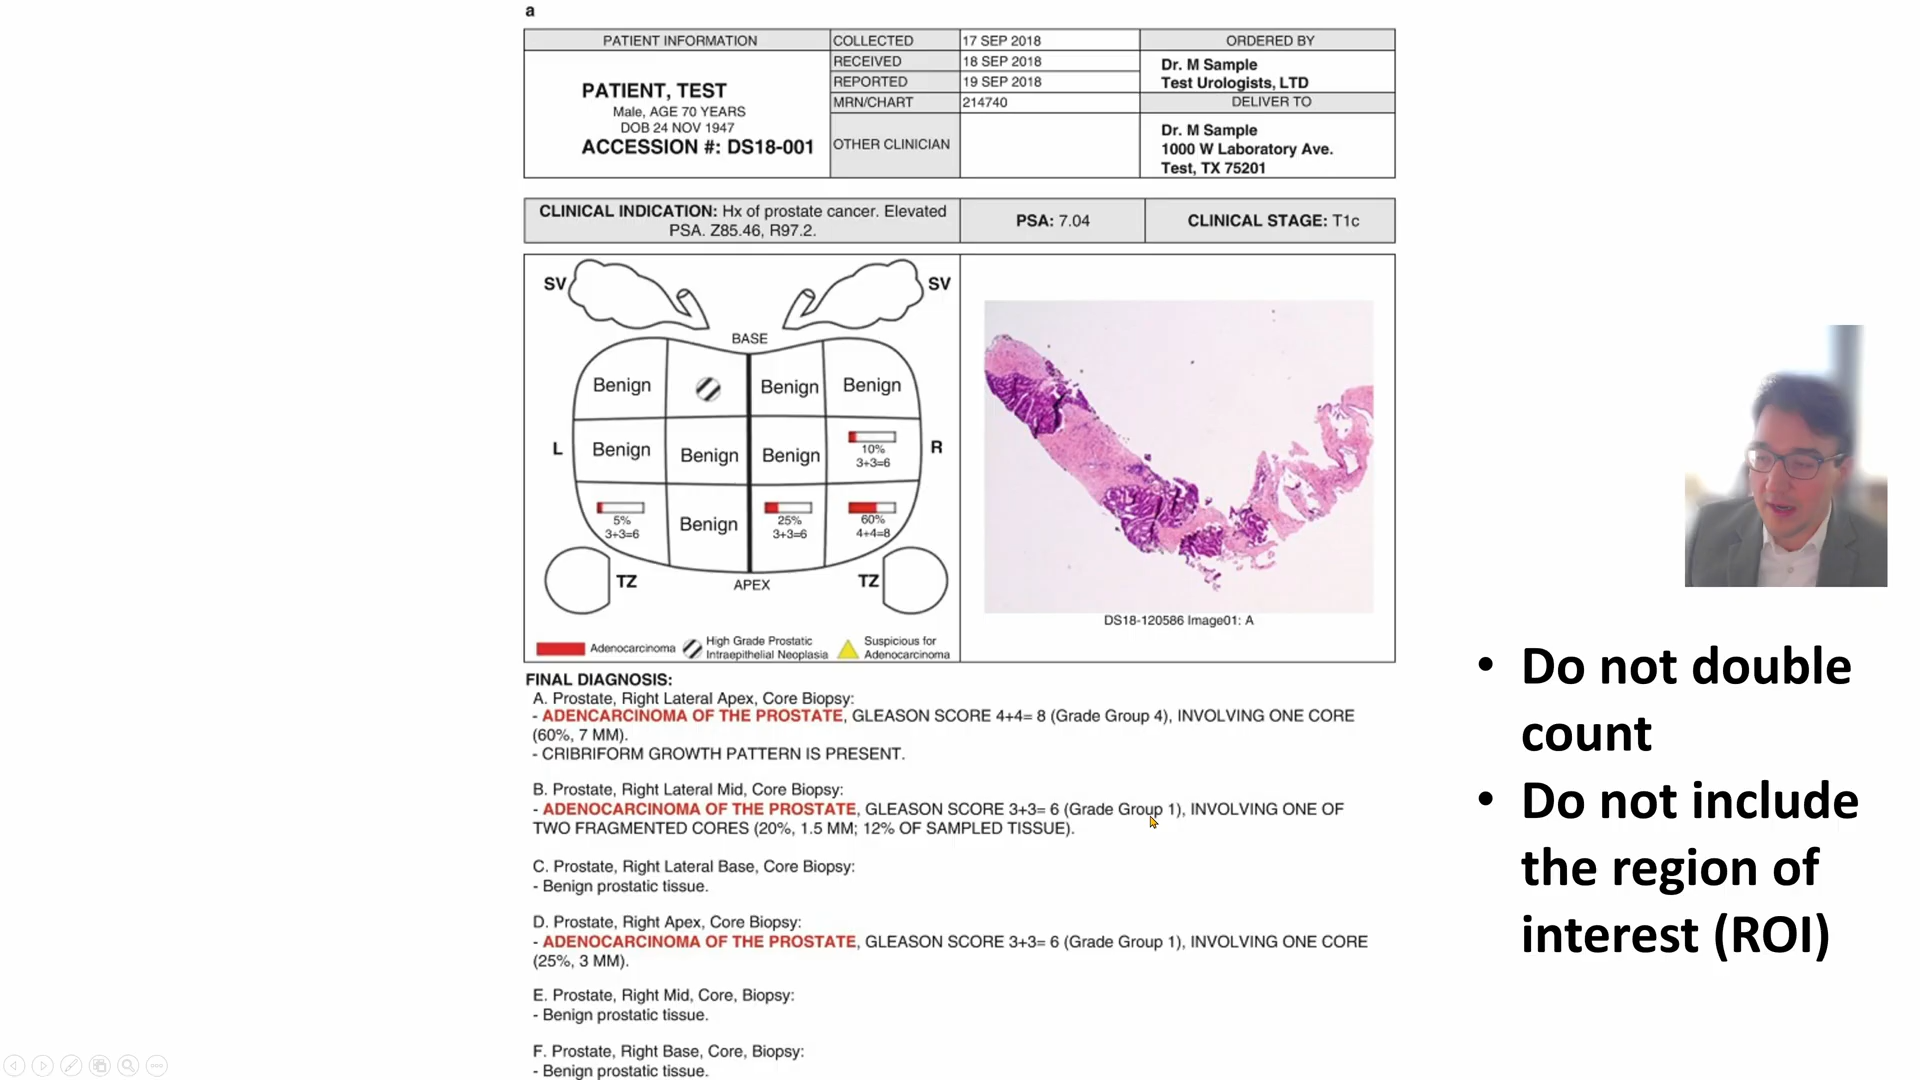 a
PATIENT INFORMATION
COLLECTED
17 SEP 2018
ORDERED BY
RECEIVED
18 SEP 2018
REPORTED
19 SEP 2018
MRN/CHART
214740
OTHER CLINICIAN
PATIENT, TEST
Male, AGE 70 YEARS
DOB 24 NOV 1947
ACCESSION #: DS18-001
Dr. M Sample
Test Urologists, LTD
DELIVER TO
Dr. M Sample
1000 W Laboratory Ave.
Test, TX 75201
CLINICAL INDICATION: Hx of prostate cancer. Elevated
PSA. Z85.46, R97.2.
PSA: 7.04
CLINICAL STAGE: T1c
SV
SV
BASE
Benign
Benign
Benign
L
Benign
Benign
Benign
10%
3+3=6
R
5%
3+3=6
Benign
25%
3+3=6
60%
4+4=8
TZ
APEX
TZ
Adenocarcinoma
High Grade Prostatic
Intraepithelial Neoplasia
Suspicious for
Adenocarcinoma
DS18-120586 Image01: A
FINAL DIAGNOSIS:
A. Prostate, Right Lateral Apex, Core Biopsy:
- ADENCARCINOMA OF THE PROSTATE, GLEASON SCORE 4+4= 8 (Grade Group 4), INVOLVING ONE CORE
(60%, 7 MM).
- CRIBRIFORM GROWTH PATTERN IS PRESENT.
B. Prostate, Right Lateral Mid, Core Biopsy:
- ADENOCARCINOMA OF THE PROSTATE, GLEASON SCORE 3+3= 6 (Grade Group 1), INVOLVING ONE OF
TWO FRAGMENTED CORES (20%, 1.5 MM; 12% OF SAMPLED TISSUE).
C. Prostate, Right Lateral Base, Core Biopsy:
- Benign prostatic tissue.
D. Prostate, Right Apex, Core Biopsy:
- ADENOCARCINOMA OF THE PROSTATE, GLEASON SCORE 3+3= 6 (Grade Group 1), INVOLVING ONE CORE
(25%, 3 MM).
E. Prostate, Right Mid, Core, Biopsy:
- Benign prostatic tissue.
F. Prostate, Right Base, Core, Biopsy:
- Benign prostatic tissue.
• Do not double
count
• Do not include
the region of
interest (ROI)